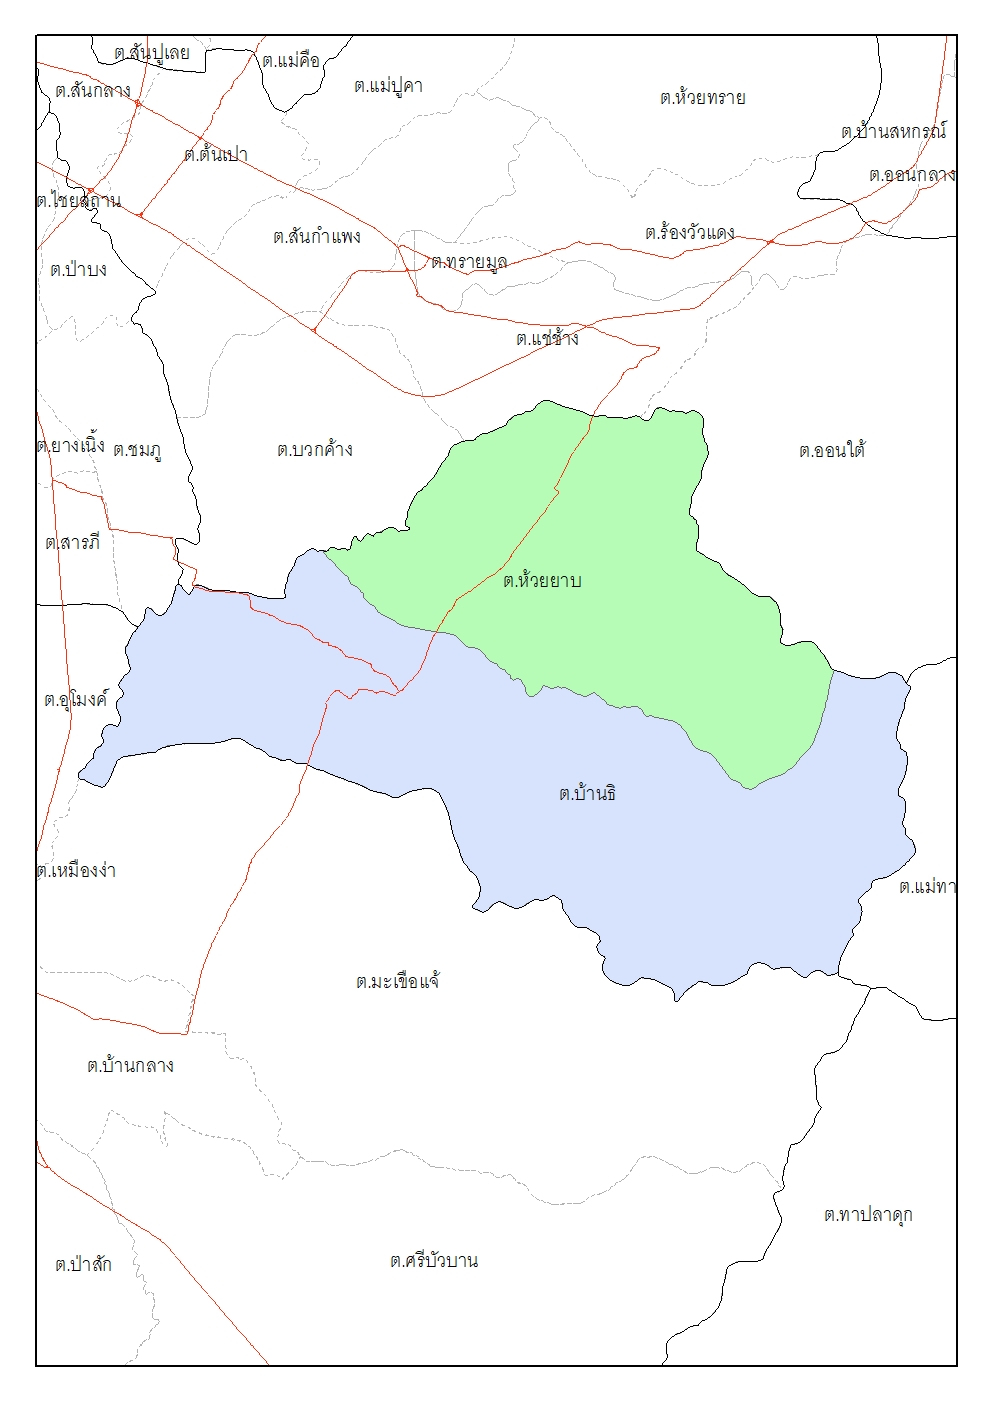 ต.สันปูเลย
ต.แม่คือ
ต.สันกลาง
ต.แม่ปูคา
ต.ห้วยทราย
ต.บ้านสหกรณ์
ต.ต้นเปา
ต.ออนกลาง
ต.ไชยสถาน
ต.สันกำแพง
ต.ร้องวัวแดง
ต.ป่าบง
ต.ทรายมูล
ต.แช่ช้าง
ต.ยางเนิ้ง
ต.ชมภู
ต.บวกค้าง
ต.ออนใต้
ต.สารภี
ต.ห้วยยาบ
ต.อุโมงค์
ต.บ้านธิ
ต.เหมืองง่า
ต.แม่ทา
ต.มะเขือแจ้
ต.บ้านกลาง
ต.ทาปลาดุก
ต.ป่าสัก
ต.ศรีบัวบาน